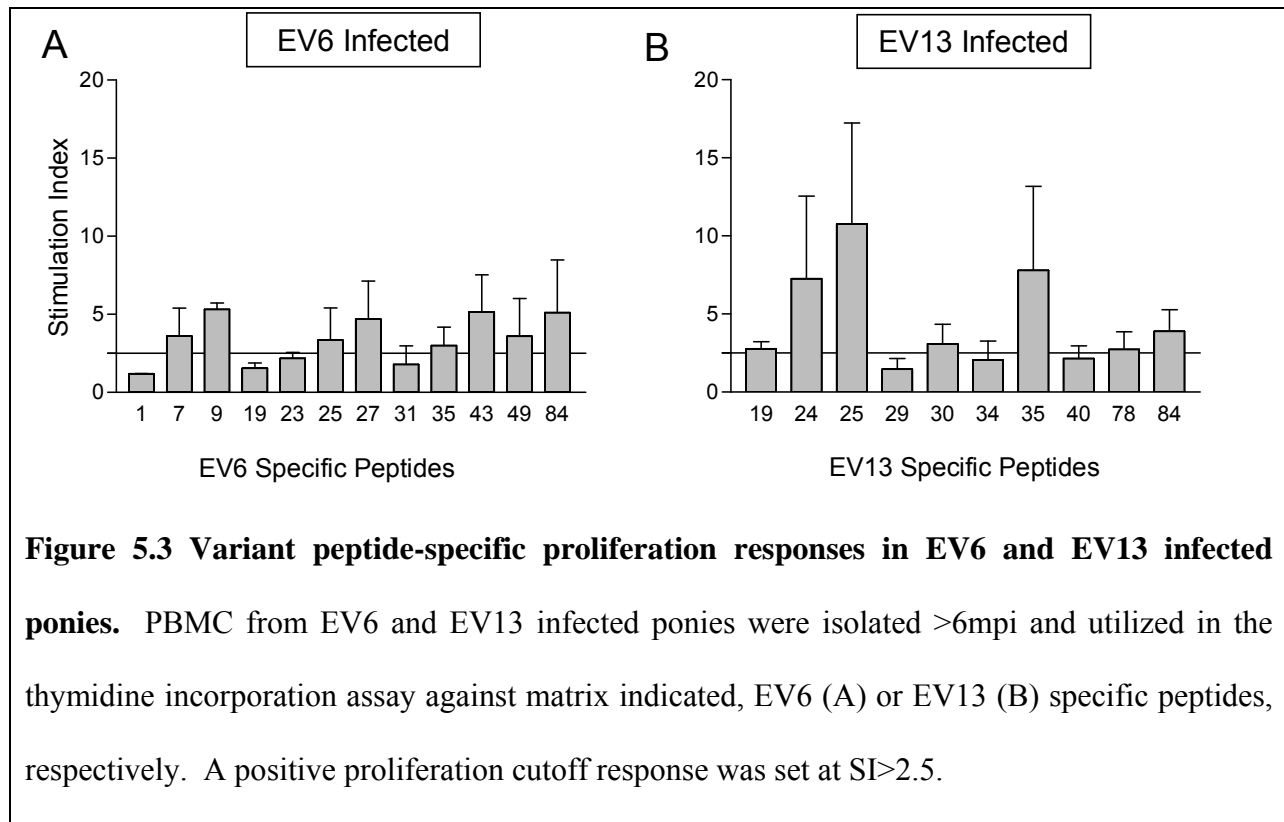 A
EV6 Infected
B
EV13 Infected
20
15
10
5
0
Stimulation Index
1 7 9 19 23 25 27 31 35 43 49 84
EV6 Specific Peptides
20
15
10
5
0
19 24 25 29 30 34 35 40 78 84
EV13 Specific Peptides
Figure 5.3 Variant peptide-specific proliferation responses in EV6 and EV13 infected
ponies. PBMC from EV6 and EV13 infected ponies were isolated >6mpi and utilized in the
thymidine incorporation assay against matrix indicated, EV6 (A) or EV13 (B) specific peptides,
respectively. A positive proliferation cutoff response was set at SI>2.5.